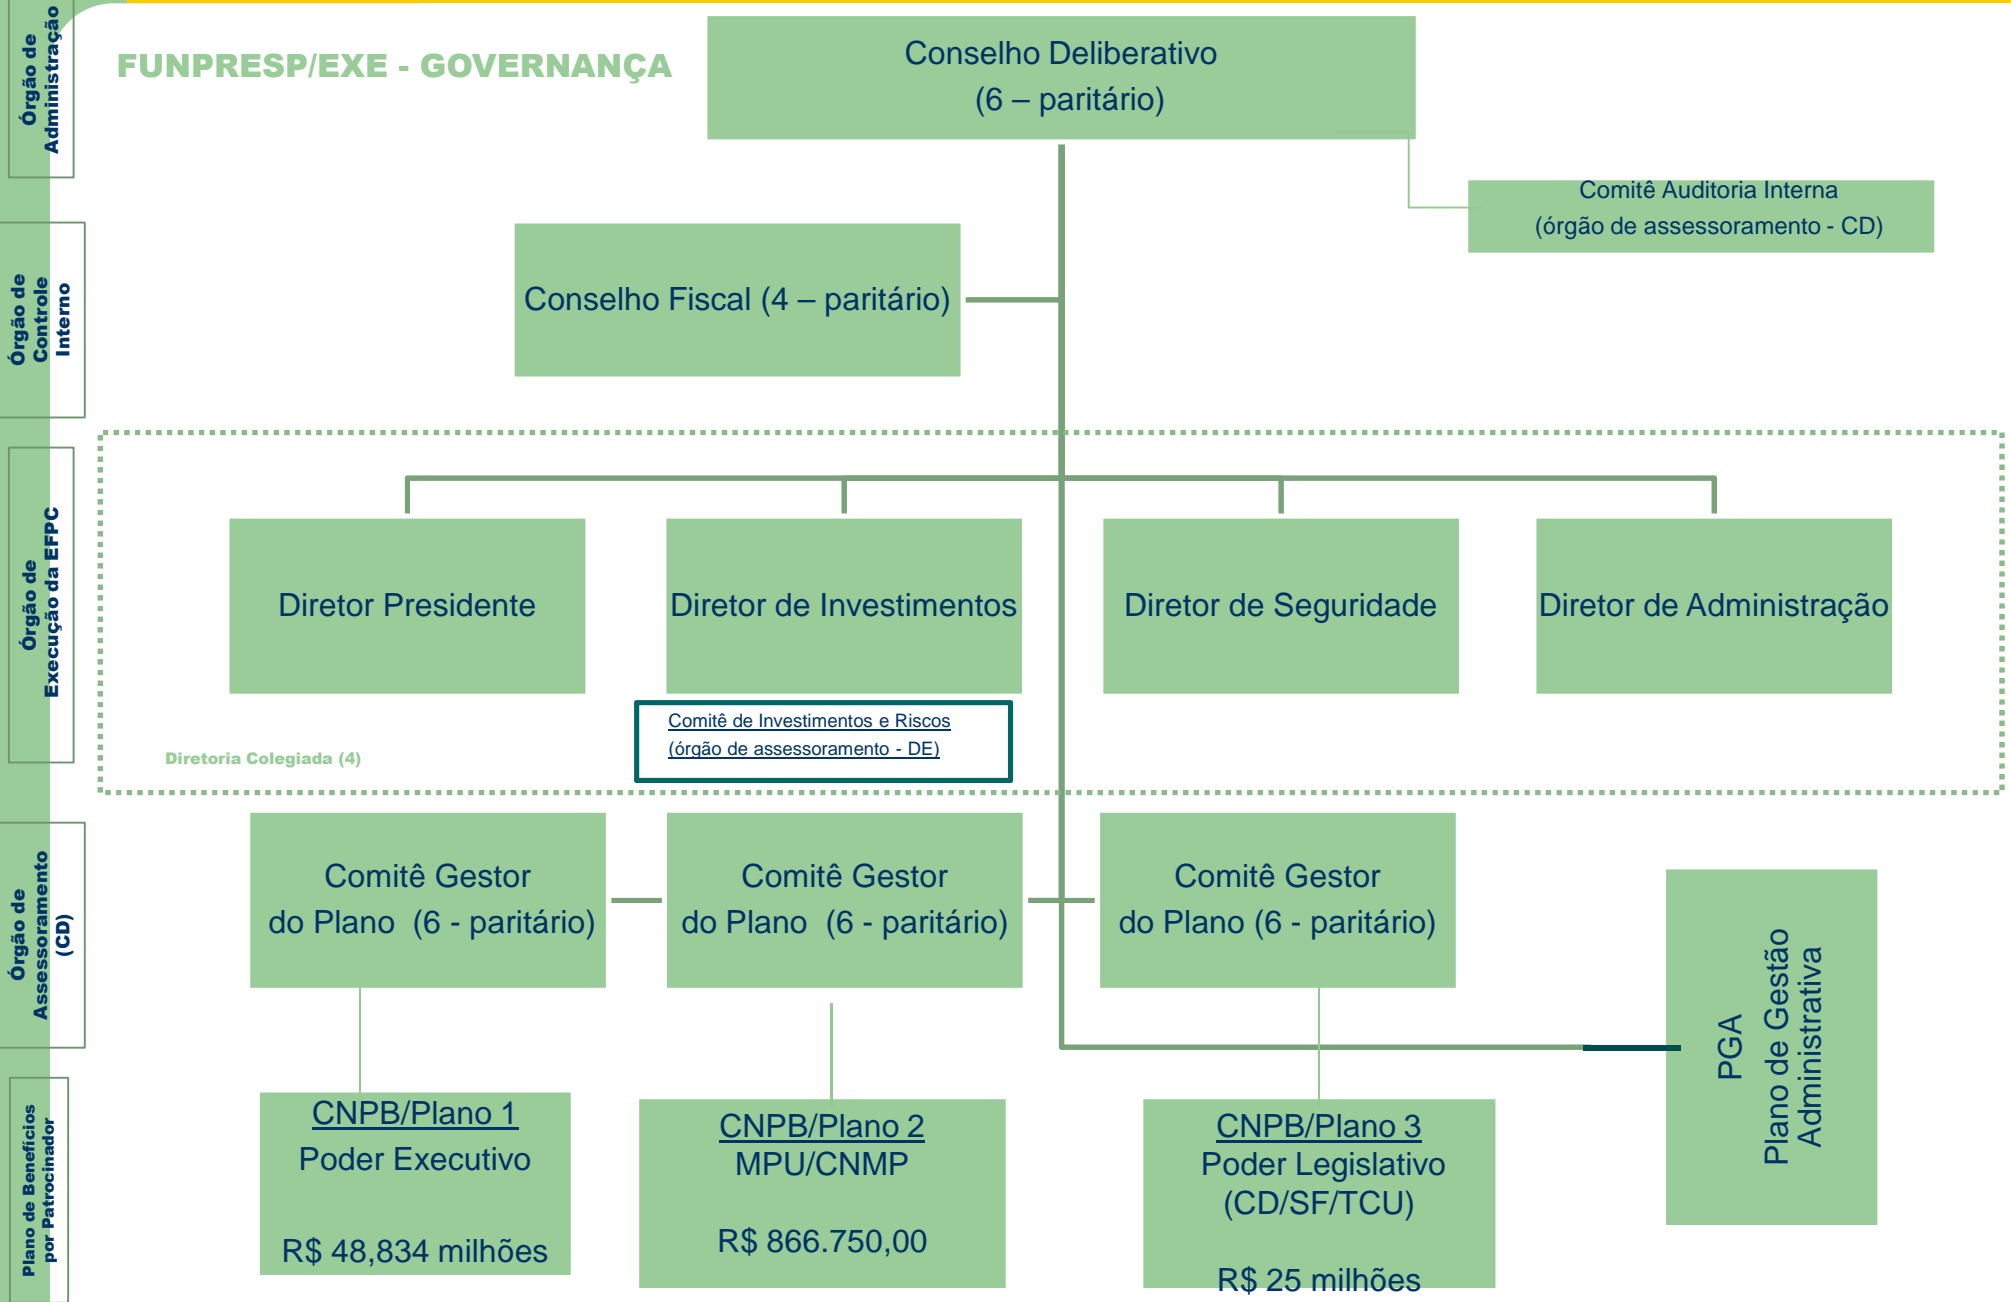 FUNPRESP/EXE - GOVERNANÇA
Conselho Deliberativo
(6 – paritário)
Órgão de
Administração
Comitê Auditoria Interna
(órgão de assessoramento - CD)
Órgão de
Controle
Interno
Conselho Fiscal (4 – paritário)
Órgão de
Execução da EFPC
Diretor Presidente
Diretor de Investimentos
Diretor de Seguridade
Diretor de Administração
Comitê de Investimentos e Riscos
(órgão de assessoramento - DE)
Diretoria Colegiada (4)
Órgão de
Assessoramento
(CD)
Comitê Gestor
do Plano (6 - paritário)
Comitê Gestor
do Plano (6 - paritário)
Comitê Gestor
do Plano (6 - paritário)
PGA
Plano de Gestão
Administrativa
Plano de Benefícios
por Patrocinador
CNPB/Plano 1
Poder Executivo
R$ 48,834 milhões
CNPB/Plano 2
MPU/CNMP
R$ 866.750,00
CNPB/Plano 3
Poder Legislativo
(CD/SF/TCU)
R$ 25 milhões